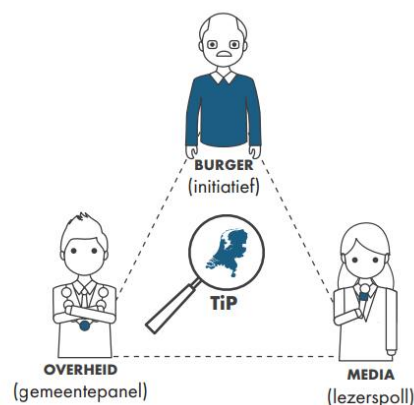 BURGER
(initiatief)
TiP
OVERHEID
(gemeentepanel)
MEDIA
(lezerspoll)